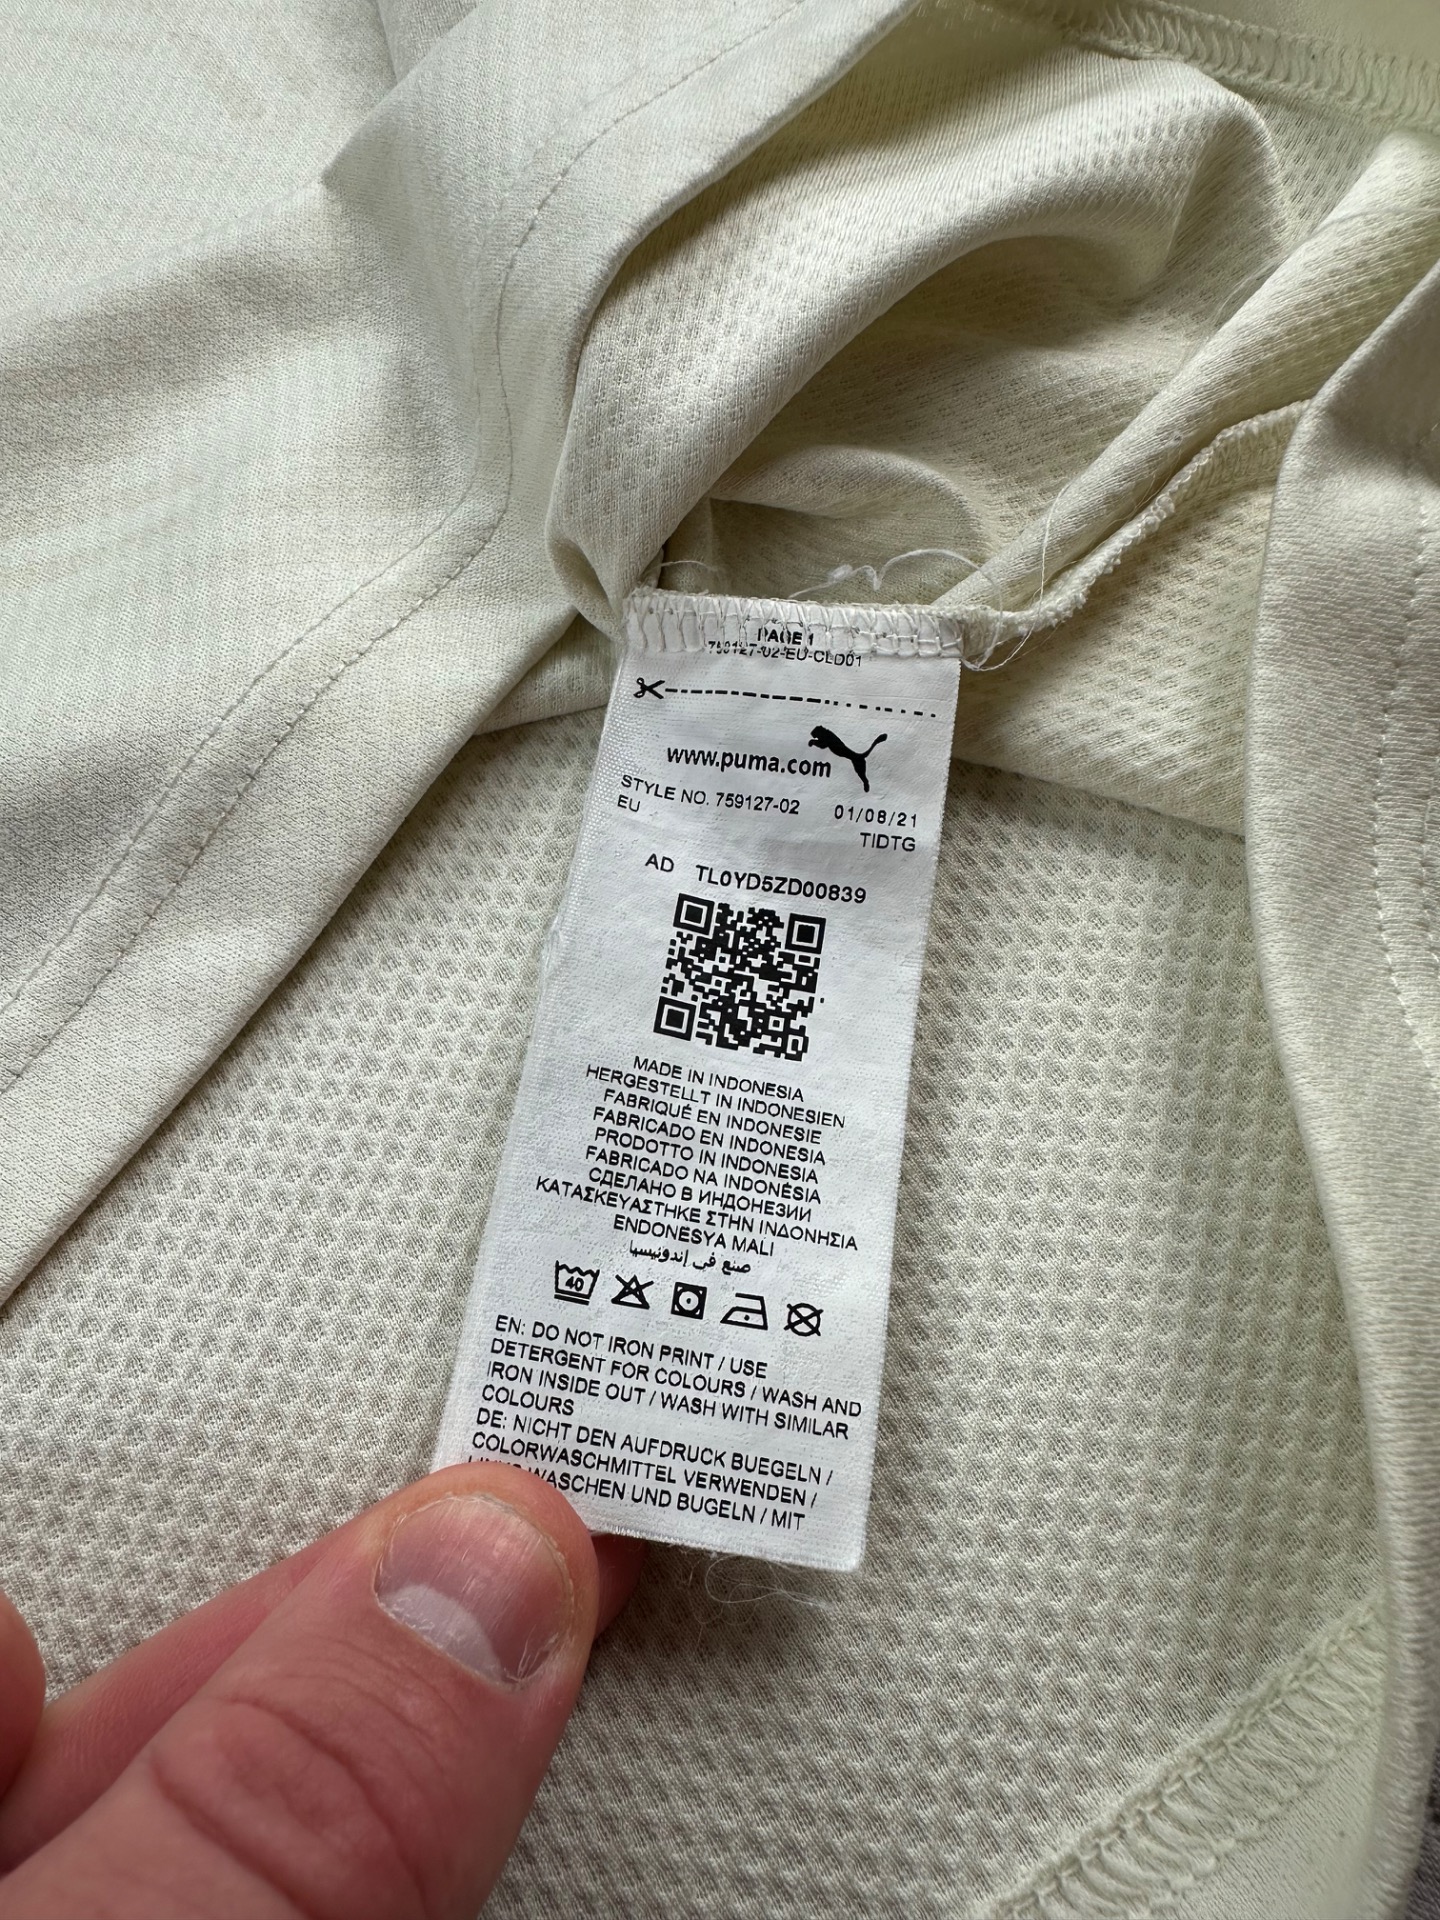 PAGE 1
759127-02-EU-CLD01
www.puma.com
STYLE NO. 759127-02 01/08/21
EU TIDTG
AD TL0YD5ZD00839
MADE IN INDONESIA
HERGESTELLT IN INDONESIEN
FABRIQUÉ EN INDONESIE
FABRICADO EN INDONESIA
PRODOTTO IN INDONESIA
FABRICADO NA INDONÉSIA
СДЕЛАНО В ИНДОНЕЗИИ
ΚΑΤΑΣΚΕΥΑΣΤΗΚΕ ΣΤΗΝ ΙΝΔΟΝΗΣΙΑ
ENDONESYA MALI
صنع في إندونيسيا
40
EN: DO NOT IRON PRINT / USE
DETERGENT FOR COLOURS / WASH AND
IRON INSIDE OUT / WASH WITH SIMILAR
COLOURS
DE: NICHT DEN AUFDRUCK BUEGELN /
COLORWASCHMITTEL VERWENDEN /
WASCHEN UND BUGELN / MIT